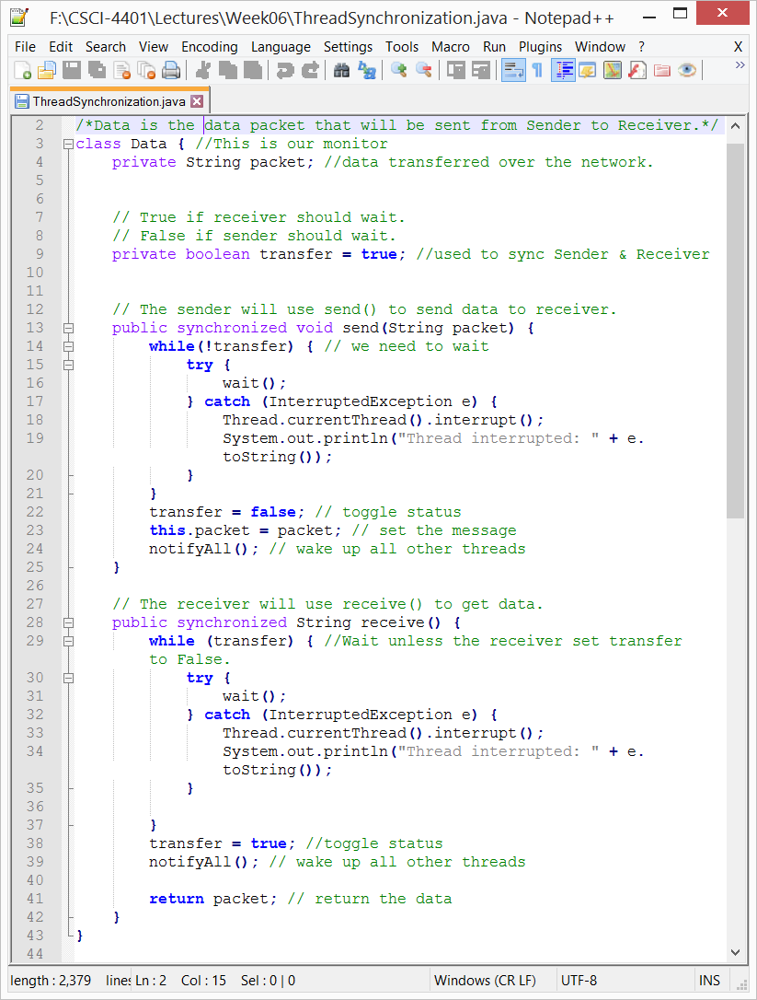 F:\CSCI-4401\Lectures\Week06\ThreadSynchronization.java - Notepad++
File Edit Search View Encoding Language Settings Tools Macro Run Plugins Window ? X
ThreadSynchronization.java
2 /*Data is the data packet that will be sent from Sender to Receiver.*/
3 class Data { //This is our monitor
4     private String packet; //data transferred over the network.
5
6
7     // True if receiver should wait.
8     // False if sender should wait.
9     private boolean transfer = true; //used to sync Sender & Receiver
10
11
12     // The sender will use send() to send data to receiver.
13     public synchronized void send(String packet) {
14         while(!transfer) { // we need to wait
15             try {
16                 wait();
17             } catch (InterruptedException e) {
18                 Thread.currentThread().interrupt();
19                 System.out.println("Thread interrupted: " + e.
                toString());
20             }
21         }
22         transfer = false; // toggle status
23         this.packet = packet; // set the message
24         notifyAll(); // wake up all other threads
25     }
26
27     // The receiver will use receive() to get data.
28     public synchronized String receive() {
29         while (transfer) { //Wait unless the receiver set transfer
        to False.
30             try {
31                 wait();
32             } catch (InterruptedException e) {
33                 Thread.currentThread().interrupt();
34                 System.out.println("Thread interrupted: " + e.
                toString());
35             }
36
37         }
38         transfer = true; //toggle status
39         notifyAll(); // wake up all other threads
40
41         return packet; // return the data
42     }
43 }
44
length : 2,379 lines Ln : 2 Col : 15 Sel : 0 | 0 Windows (CR LF) UTF-8 INS